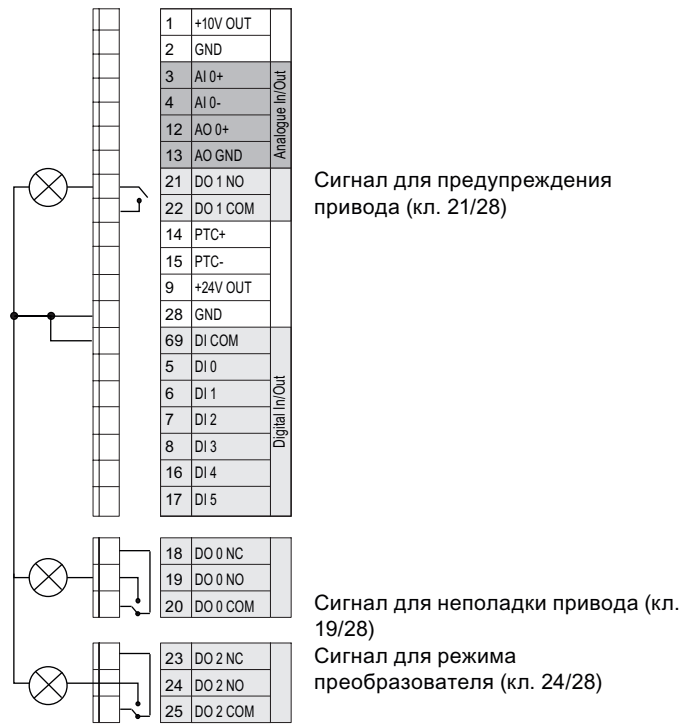 1 +10V OUT
2 GND
3 AI 0+
4 AI 0-
12 AO 0+
13 AO GND
Analogue In/Out
21 DO 1 NO
22 DO 1 COM
Сигнал для предупреждения
привода (кл. 21/28)
14 PTC+
15 PTC-
9 +24V OUT
28 GND
69 DI COM
5 DI 0
6 DI 1
7 DI 2
8 DI 3
16 DI 4
17 DI 5
Digital In/Out
18 DO 0 NC
19 DO 0 NO
20 DO 0 COM
Сигнал для неполадки привода (кл.
19/28)
23 DO 2 NC
24 DO 2 NO
25 DO 2 COM
Сигнал для режима
преобразователя (кл. 24/28)